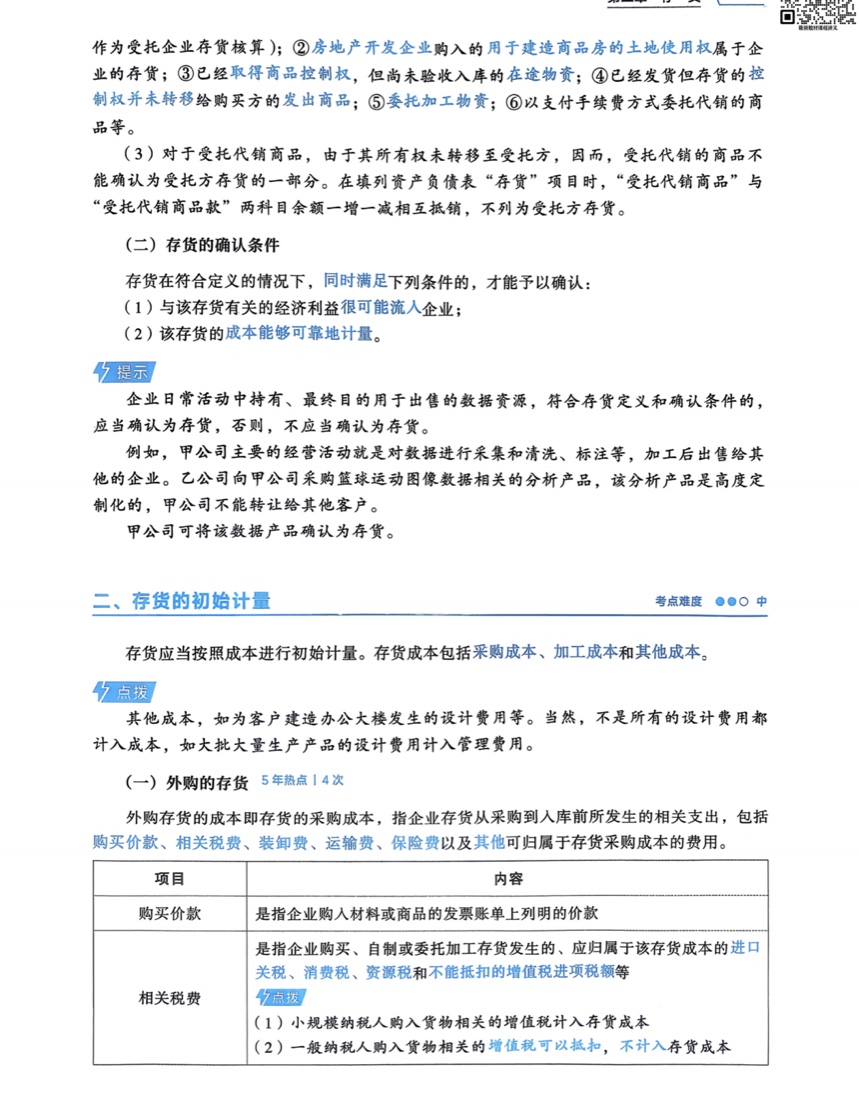 作为受托企业存货核算)；②房地产开发企业购入的用于建造商品房的土地使用权属于企
业的存货；③已经取得商品控制权，但尚未验收入库的在途物资；④已经发货但存货的控
制权并未转移给购买方的发出商品；⑤委托加工物资；⑥以支付手续费方式委托代销的商
品等。
（3）对于受托代销商品，由于其所有权未转移至受托方，因而，受托代销的商品不
能确认为受托方存货的一部分。在填列资产负债表“存货”项目时，“受托代销商品”与
“受托代销商品款”两科目余额一增一减相互抵销，不列为受托方存货。
（二）存货的确认条件
存货在符合定义的情况下，同时满足下列条件的，才能予以确认：
（1）与该存货有关的经济利益很可能流入企业；
（2）该存货的成本能够可靠地计量。
提示
企业日常活动中持有、最终目的用于出售的数据资源，符合存货定义和确认条件的，
应当确认为存货，否则，不应当确认为存货。
例如，甲公司主要的经营活动就是对数据进行采集和清洗、标注等，加工后出售给其
他的企业。乙公司向甲公司采购篮球运动图像数据相关的分析产品，该分析产品是高度定
制化的，甲公司不能转让给其他客户。
甲公司可将该数据产品确认为存货。
二、存货的初始计量 考点难度 中
存货应当按照成本进行初始计量。存货成本包括采购成本、加工成本和其他成本。
点拨
其他成本，如为客户建造办公大楼发生的设计费用等。当然，不是所有的设计费用都
计入成本，如大批大量生产产品的设计费用计入管理费用。
（一）外购的存货 5年热点｜4次
外购存货的成本即存货的采购成本，指企业存货从采购到入库前所发生的相关支出，包括
购买价款、相关税费、装卸费、运输费、保险费以及其他可归属于存货采购成本的费用。
项目 内容
购买价款 是指企业购入材料或商品的发票账单上列明的价款
是指企业购买、自制或委托加工存货发生的、应归属于该存货成本的进口
关税、消费税、资源税和不能抵扣的增值税进项税额等
相关税费
点拨
（1）小规模纳税人购入货物相关的增值税计入存货成本
（2）一般纳税人购入货物相关的增值税可以抵扣，不计入存货成本